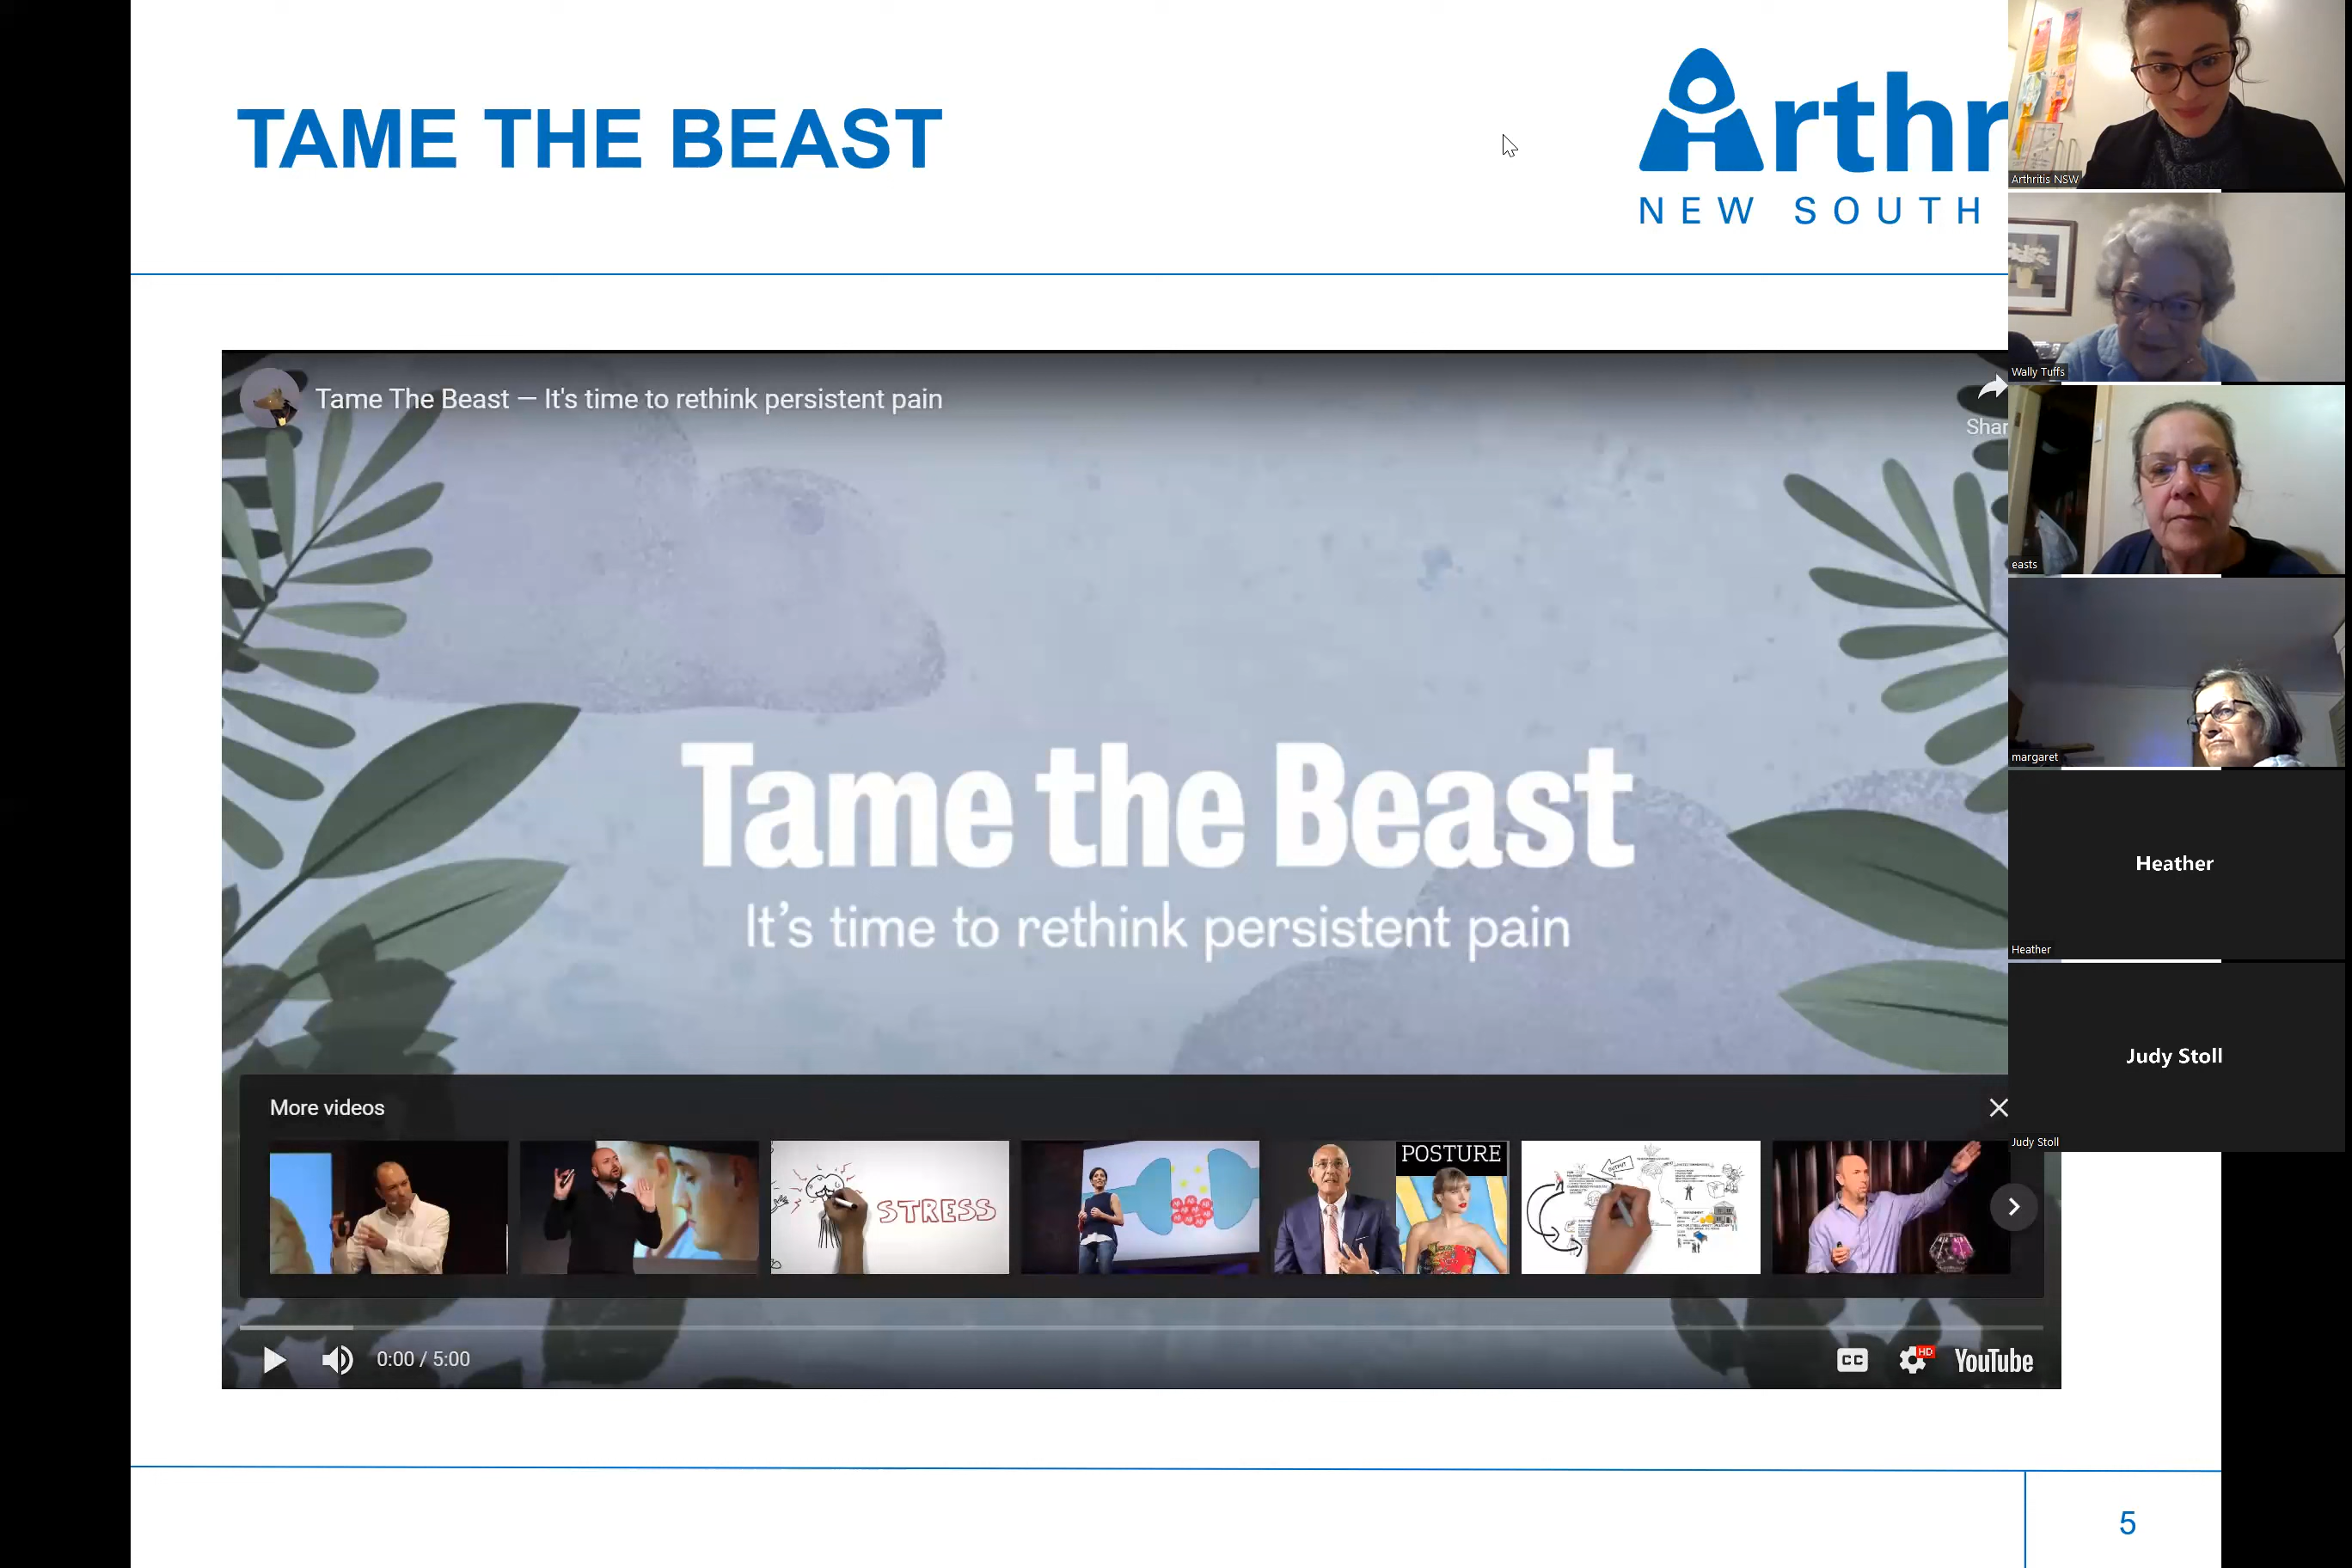 TAME THE BEAST
Arthr
NEW SOUTH
Tame The Beast — It's time to rethink persistent pain
Shar
Tame the Beast
It's time to rethink persistent pain
More videos
STRESS
POSTURE
OUTPUT
0:00 / 5:00
CC
HD
YouTube
5
Arthritis NSW
Wally Tuffs
easts
margaret
Heather
Heather
Judy Stoll
Judy Stoll